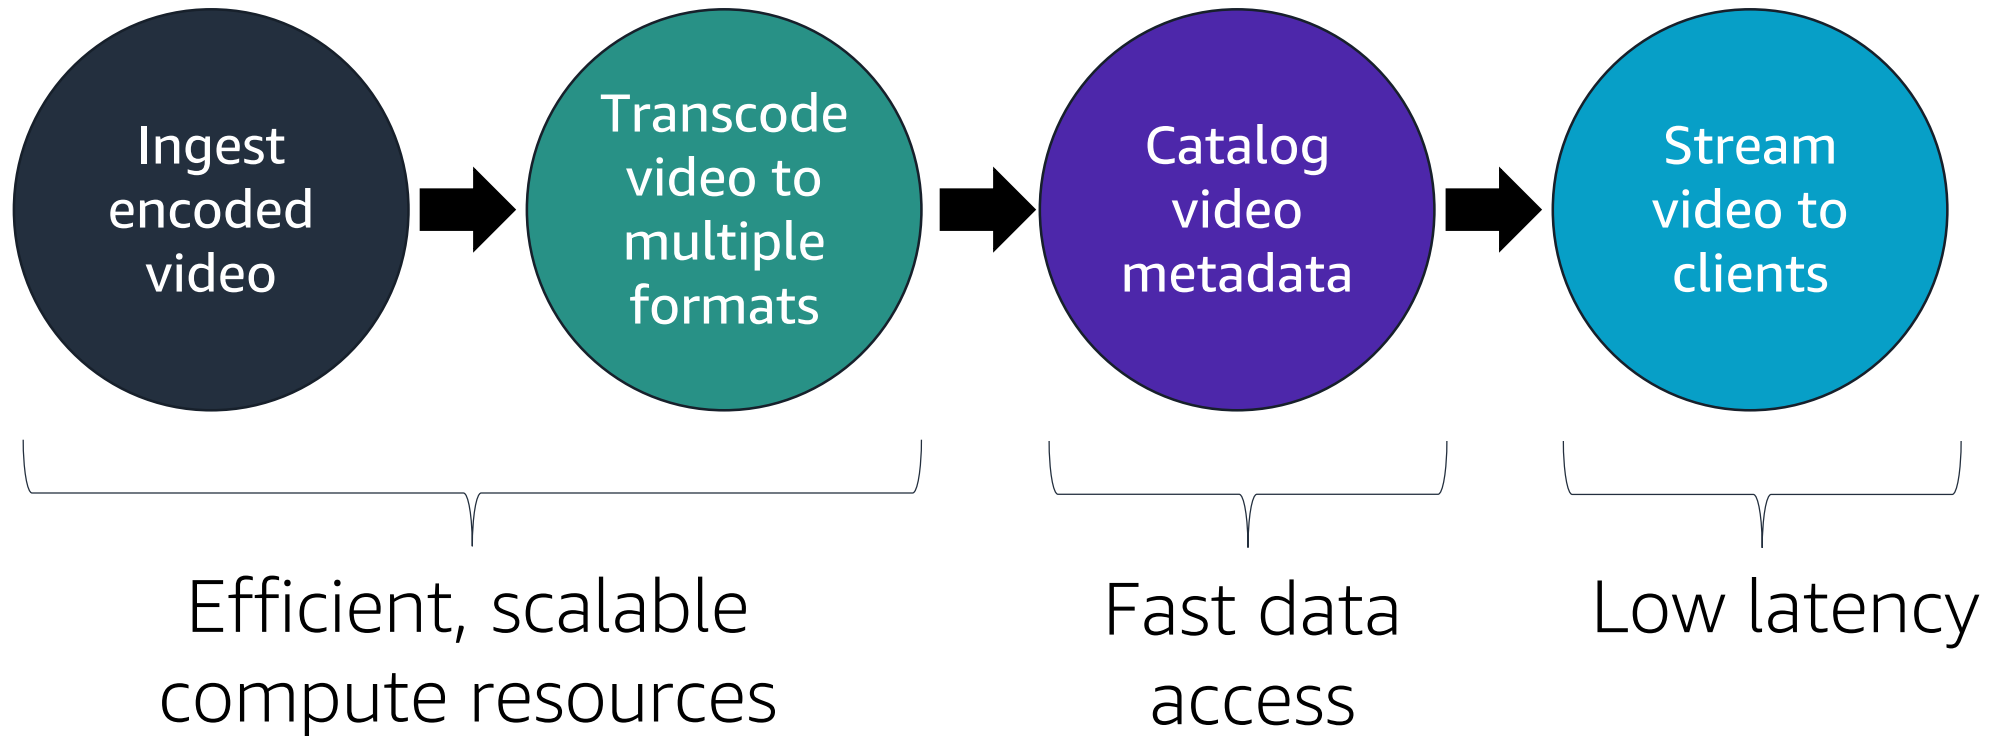 Ingest
encoded
video
Transcode
video to
multiple
formats
Catalog
video
metadata
Stream
video to
clients
Efficient, scalable
compute resources
Fast data
access
Low latency